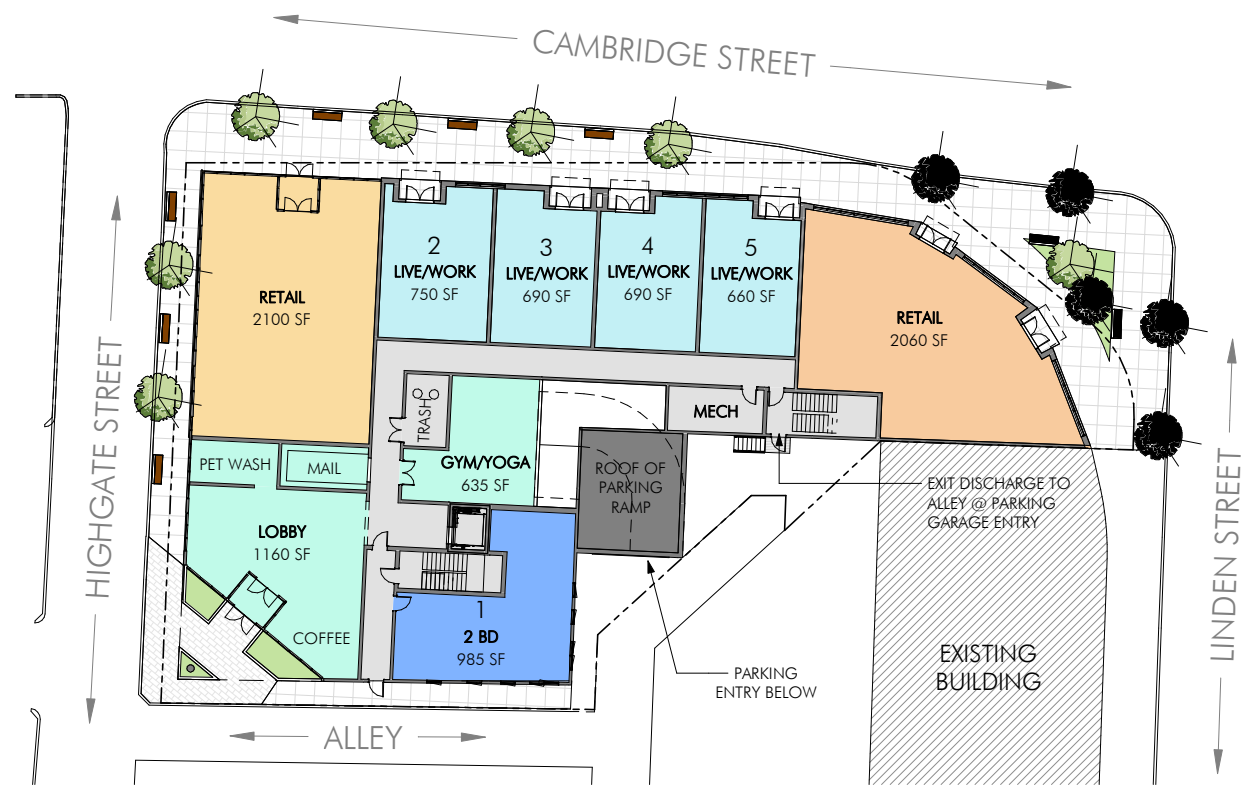 CAMBRIDGE STREET
HIGHGATE STREET
LINDEN STREET
ALLEY
RETAIL
2100 SF
2
LIVE/WORK
750 SF
3
LIVE/WORK
690 SF
4
LIVE/WORK
690 SF
5
LIVE/WORK
660 SF
RETAIL
2060 SF
TRASH
MECH
GYM/YOGA
635 SF
PET WASH
MAIL
ROOF OF
PARKING
RAMP
EXIT DISCHARGE TO
ALLEY @ PARKING
GARAGE ENTRY
LOBBY
1160 SF
COFFEE
1
2 BD
985 SF
PARKING
ENTRY BELOW
EXISTING
BUILDING